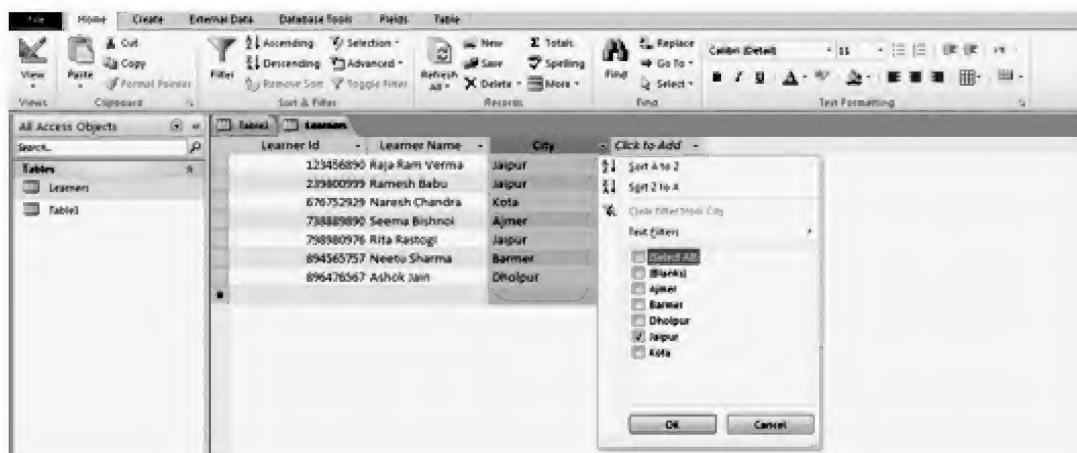 File Home Create External Data Database Tools Fields Table
View
Views
Paste
Cut
Copy
Format Painter
Clipboard
Filter
Ascending
Descending
Remove Sort
Selection
Advanced
Toggle Filter
Sort & Filter
Refresh All
New
Save
Delete
Totals
Spelling
More
Records
Find
Replace
Go To
Select
Find
Calibri (Detail) 11
B I U A
Text Formatting
All Access Objects
Search...
Tables
Learners
Table1
Table1 Learners
Learner Id Learner Name City Click to Add
123456890 Raja Ram Verma Jaipur
239800999 Ramesh Babu Jaipur
676752929 Naresh Chandra Kota
738889890 Seema Bishnoi Ajmer
798980976 Rita Rastogi Jaipur
894565757 Neetu Sharma Barmer
896476567 Ashok Jain Dholpur
Sort A to Z
Sort Z to A
Clear filter from City
Text Filters
(Select All)
(Blanks)
Ajmer
Barmer
Dholpur
Jaipur
Kota
OK Cancel